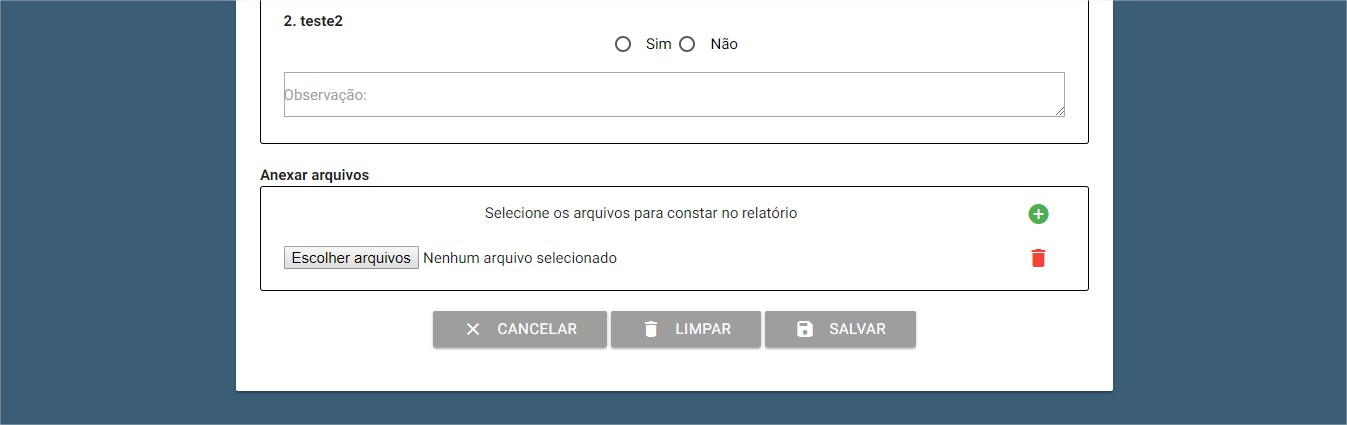 2. teste2
Sim Não
Observação:
Anexar arquivos
Selecione os arquivos para constar no relatório
Escolher arquivos Nenhum arquivo selecionado
CANCELAR LIMPAR SALVAR